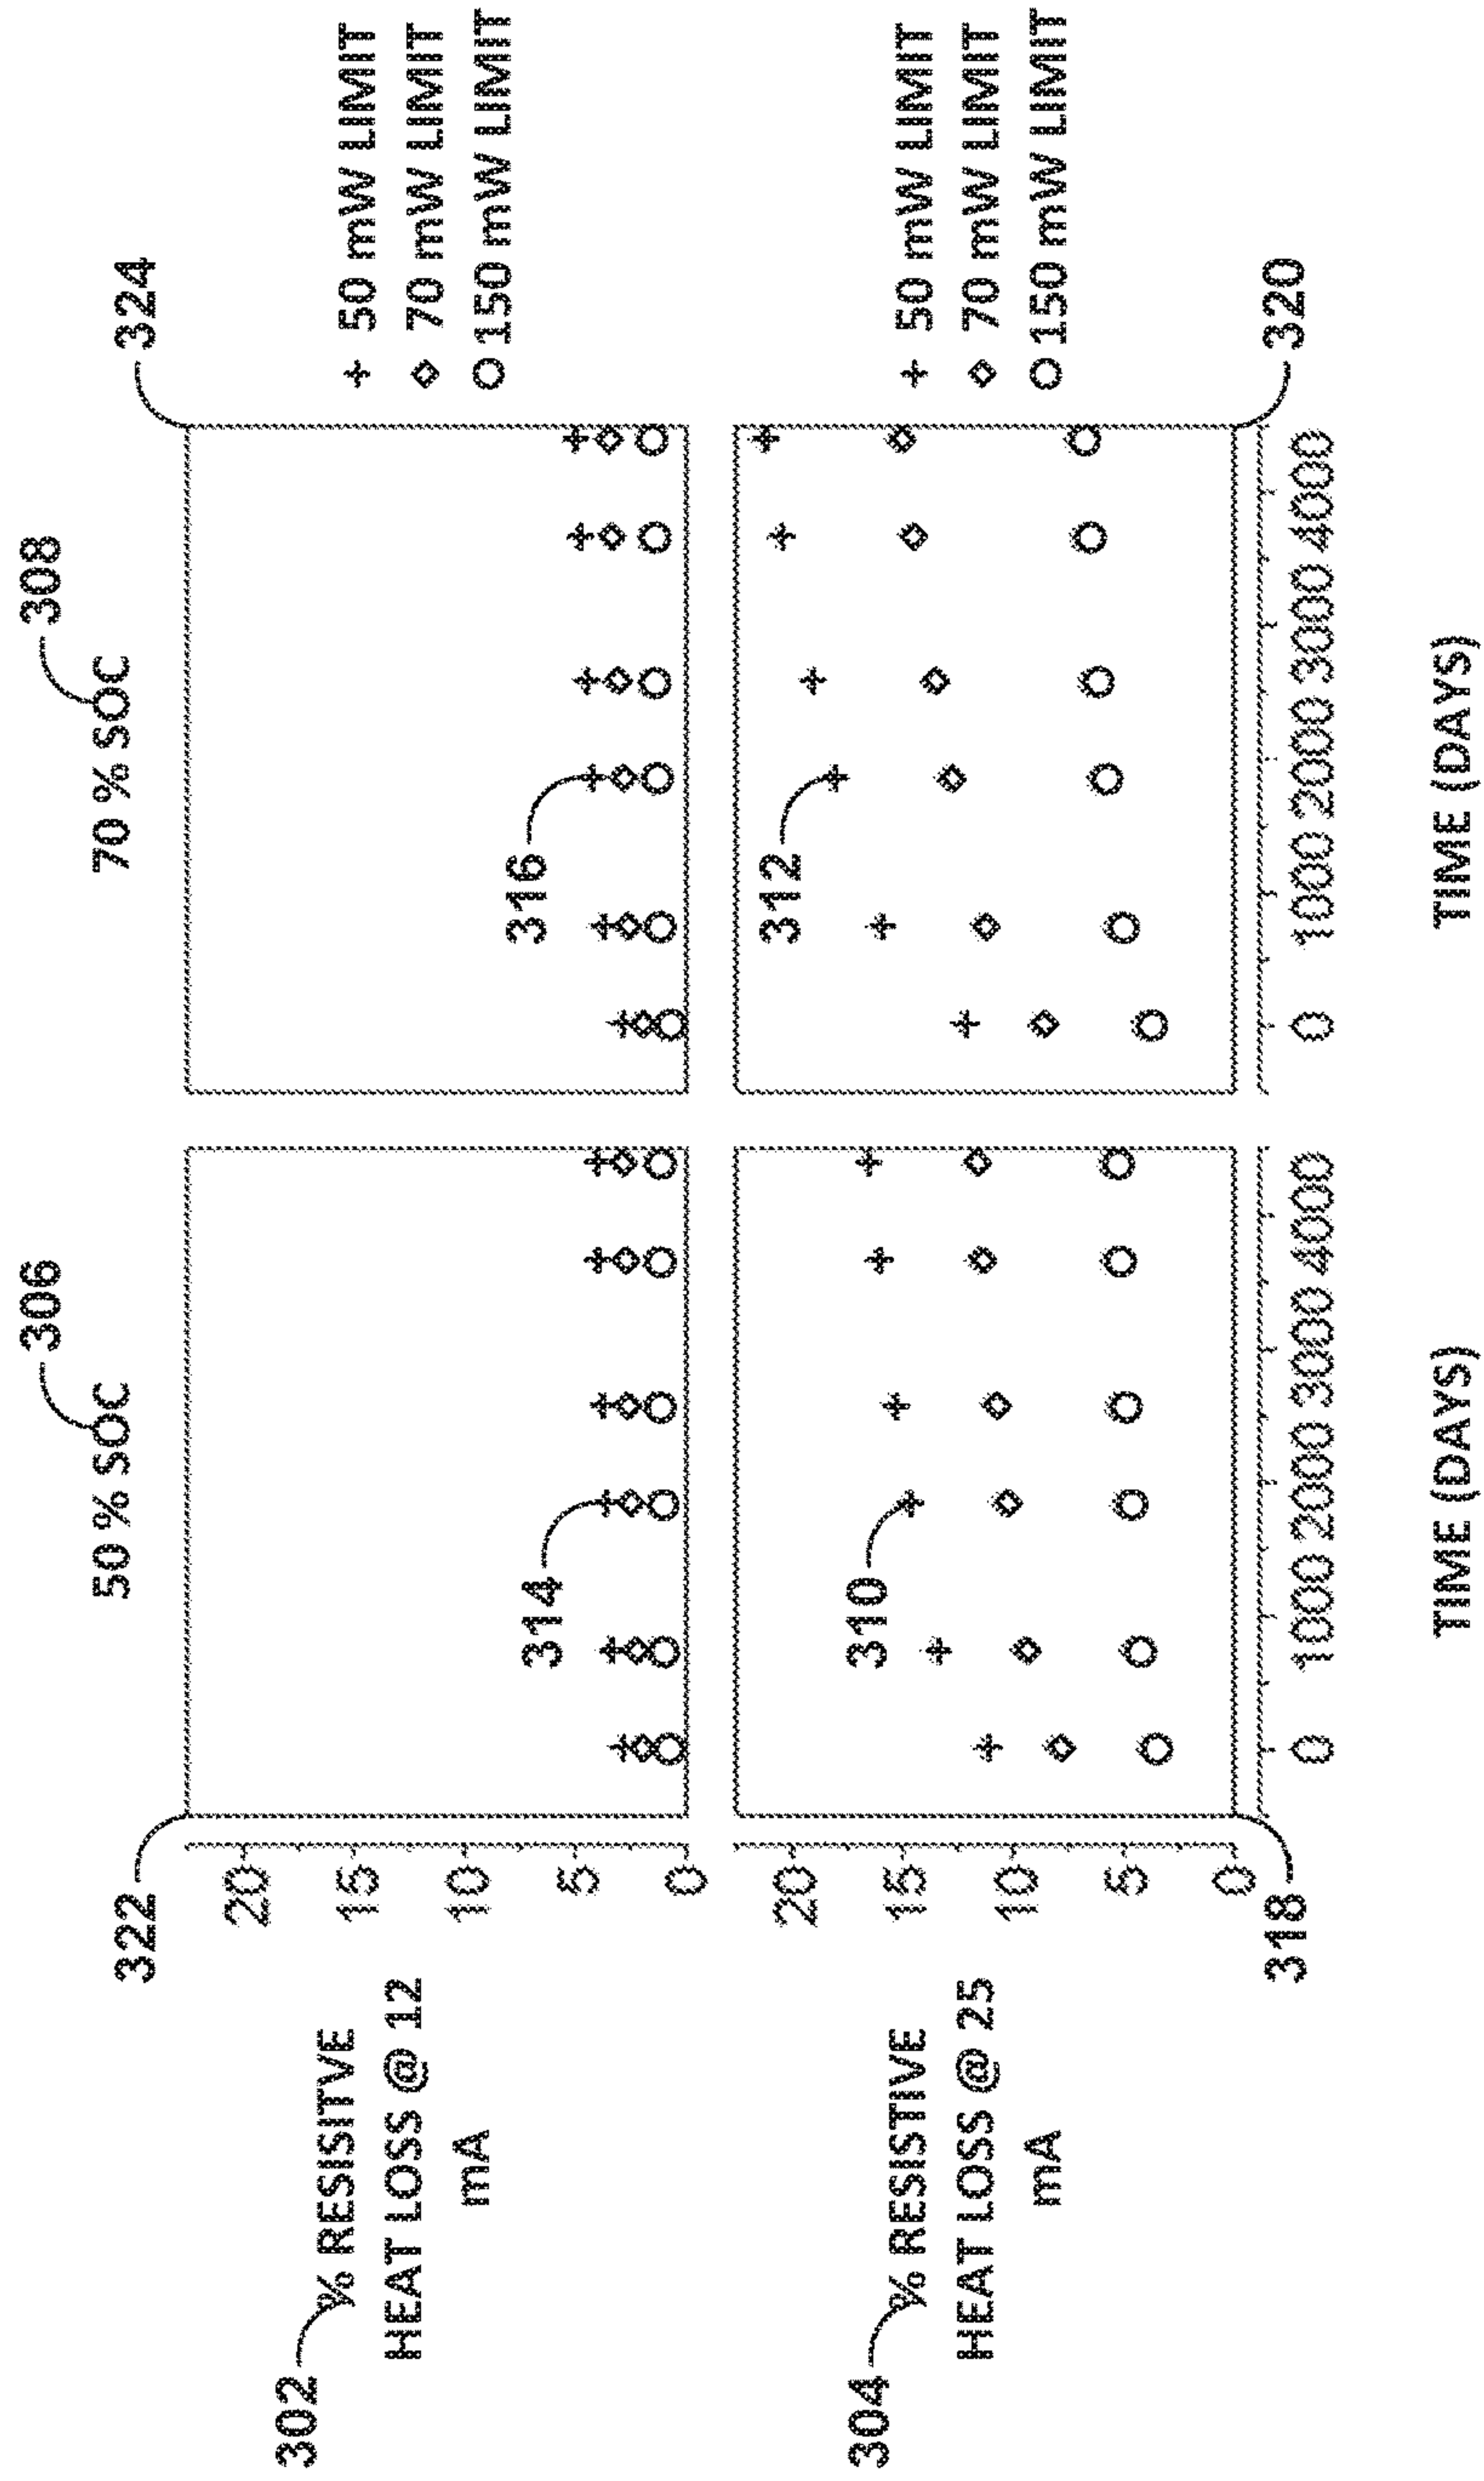 306
308
50 % SOC
70 % SOC
322
324
302
% RESISITVE
HEAT LOSS @ 12
mA
20
15
10
5
0
314
316
+ 50 mW LIMIT
◇ 70 mW LIMIT
○ 150 mW LIMIT
304
% RESISTIVE
HEAT LOSS @ 25
mA
20
15
10
5
0
310
312
+ 50 mW LIMIT
◇ 70 mW LIMIT
○ 150 mW LIMIT
318
320
0 1000 2000 3000 4000
0 1000 2000 3000 4000
TIME (DAYS)
TIME (DAYS)